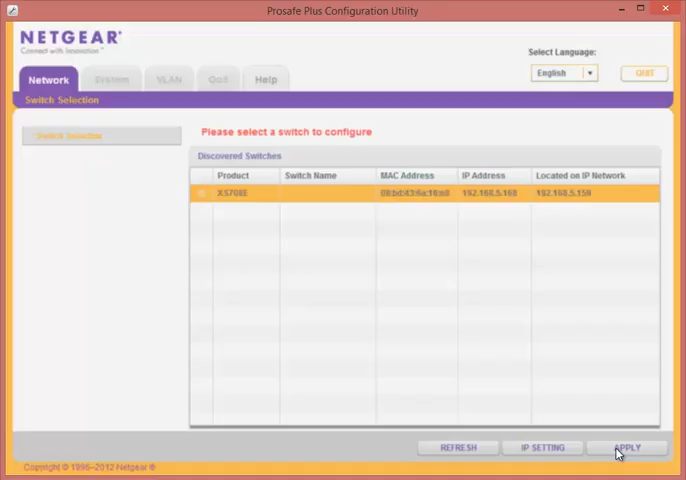 Prosafe Plus Configuration Utility
NETGEAR®
Connect with Innovation™
Select Language:
English
QUIT
Network
System
VLAN
QoS
Help
Switch Selection
Switch Selection
Please select a switch to configure
Discovered Switches
Product
Switch Name
MAC Address
IP Address
Located on IP Network
XS708E
192.168.5.168
192.168.5.159
REFRESH
IP SETTING
APPLY
Copyright © 1996-2012 Netgear ®